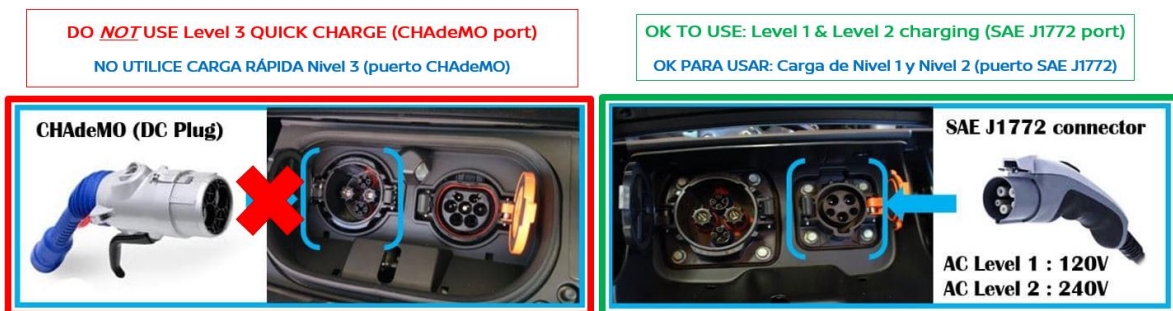 DO NOT USE Level 3 QUICK CHARGE (CHAdeMO port)
NO UTILICE CARGA RÁPIDA Nivel 3 (puerto CHAdeMO)
CHAdeMO (DC Plug)
OK TO USE: Level 1 & Level 2 charging (SAE J1772 port)
OK PARA USAR: Carga de Nivel 1 y Nivel 2 (puerto SAE J1772)
SAE J1772 connector
AC Level 1 : 120V
AC Level 2 : 240V